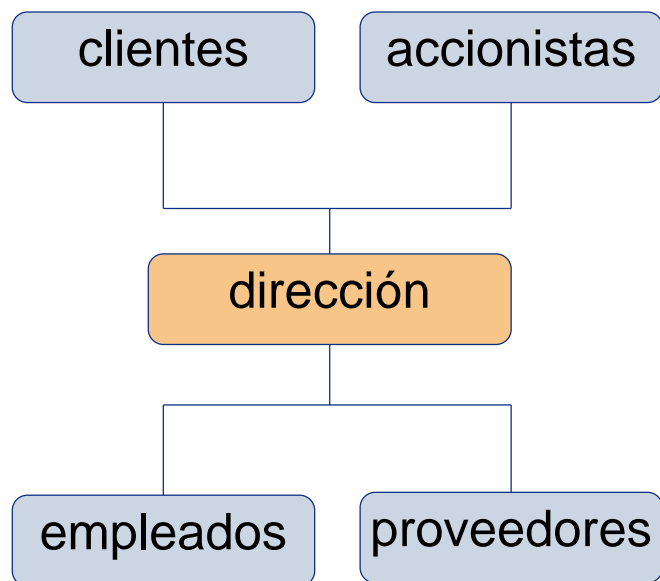 clientes
accionistas
dirección
empleados
proveedores